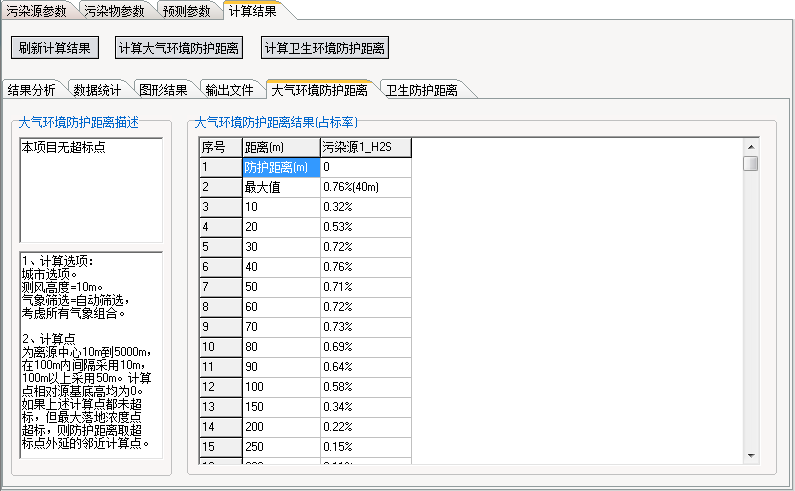 污染源参数 污染物参数 预测参数 计算结果
刷新计算结果 计算大气环境防护距离 计算卫生环境防护距离
结果分析 数据统计 图形结果 输出文件 大气环境防护距离 卫生防护距离
大气环境防护距离描述
本项目无超标点
1、计算选项：
城市选项。
测风高度=10m。
气象筛选=自动筛选，
考虑所有气象组合。
2、计算点
为离源中心10m到5000m，
在100m内间隔采用10m，
100m以上采用50m。计算
点相对源基底高均为0。
如果上述计算点都未超
标，但最大落地浓度点
超标，则防护距离取超
标点外延的邻近计算点。
大气环境防护距离结果(占标率)
序号 距离(m) 污染源1_H2S
1 防护距离(m) 0
2 最大值 0.76%(40m)
3 10 0.32%
4 20 0.53%
5 30 0.72%
6 40 0.76%
7 50 0.71%
8 60 0.72%
9 70 0.73%
10 80 0.69%
11 90 0.64%
12 100 0.58%
13 150 0.34%
14 200 0.22%
15 250 0.15%